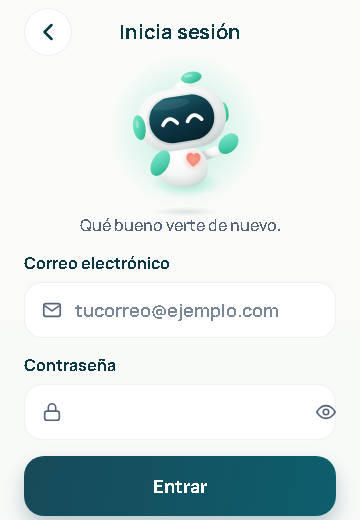 Inicia sesión
Qué bueno verte de nuevo.
Correo electrónico
tucorreo@ejemplo.com
Contraseña
Entrar